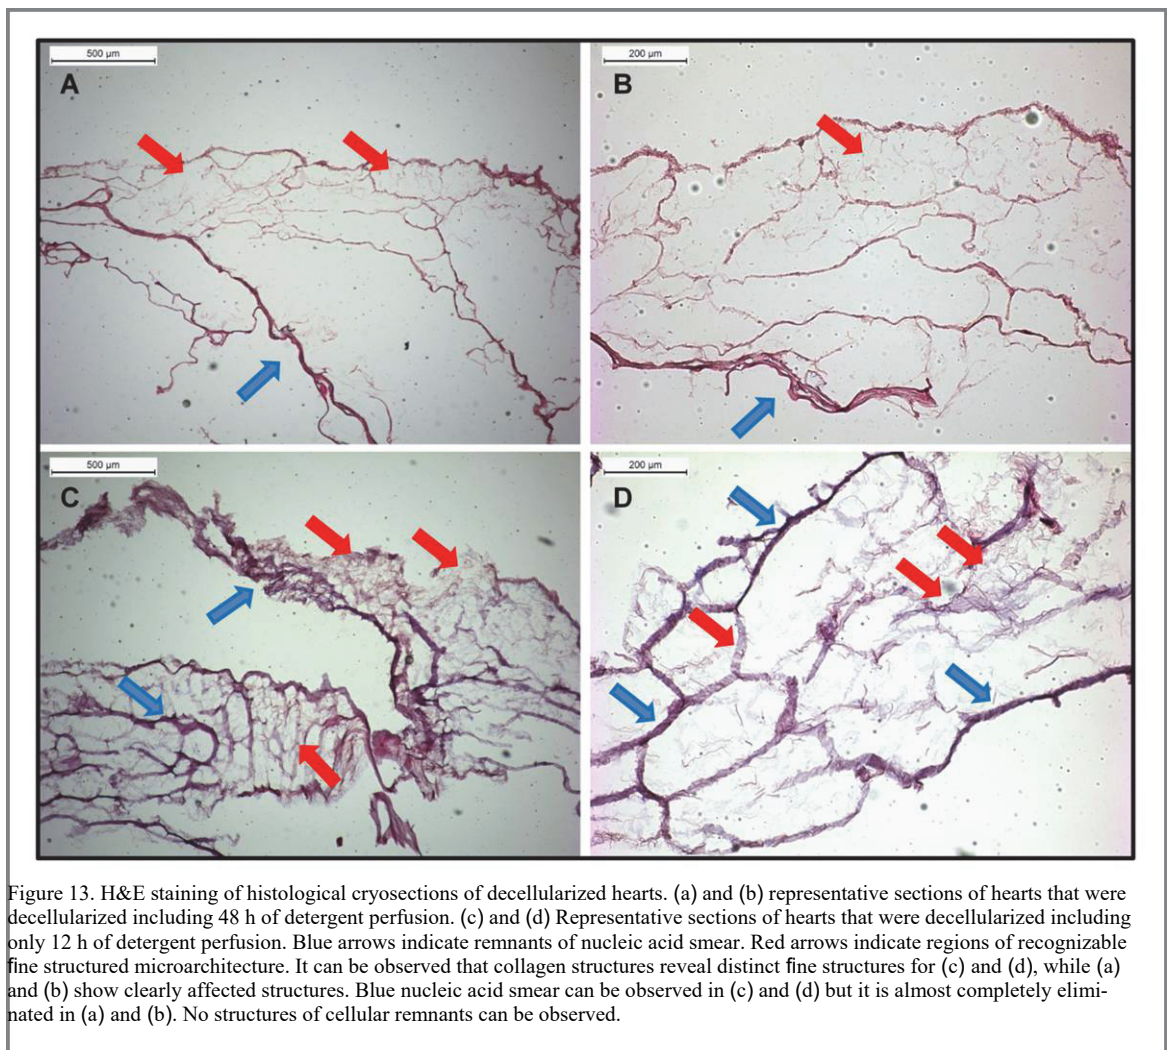 500 µm
200 µm
A
B
500 µm
200 µm
C
D
Figure 13. H&E staining of histological cryosections of decellularized hearts. (a) and (b) representative sections of hearts that were
decellularized including 48 h of detergent perfusion. (c) and (d) Representative sections of hearts that were decellularized including
only 12 h of detergent perfusion. Blue arrows indicate remnants of nucleic acid smear. Red arrows indicate regions of recognizable
fine structured microarchitecture. It can be observed that collagen structures reveal distinct fine structures for (c) and (d), while (a)
and (b) show clearly affected structures. Blue nucleic acid smear can be observed in (c) and (d) but it is almost completely elimi-
nated in (a) and (b). No structures of cellular remnants can be observed.